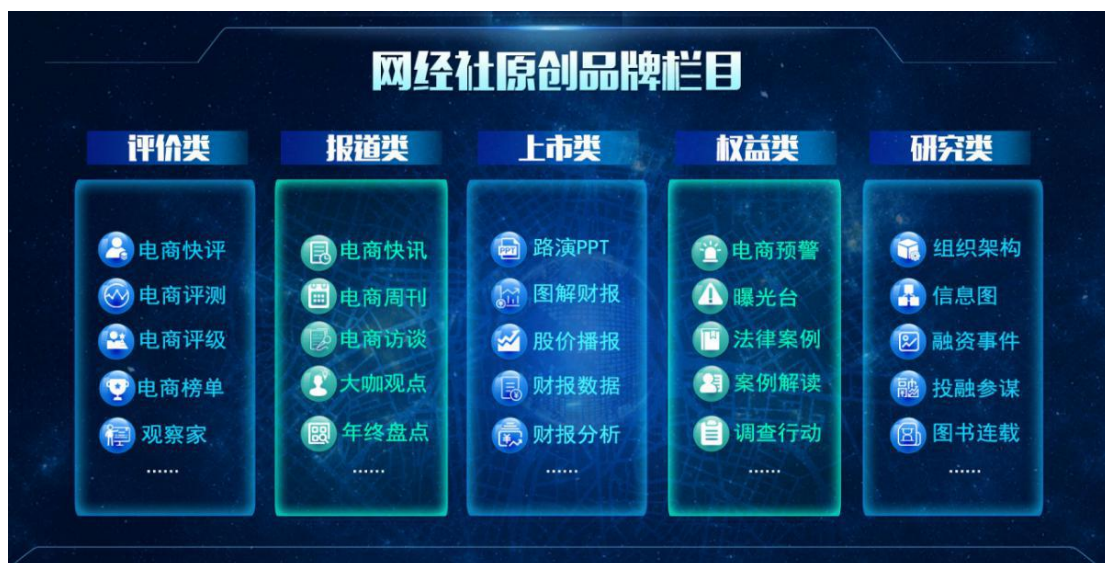 网经社原创品牌栏目
评价类
电商快评
电商评测
电商评级
电商榜单
观察家
......
报道类
电商快讯
电商周刊
电商访谈
大咖观点
年终盘点
......
上市类
PPT
路演PPT
图解财报
股价播报
财报数据
财报分析
......
权益类
电商预警
曝光台
法律案例
案例解读
调查行动
......
研究类
组织架构
信息图
融资事件
融
投融参谋
图书连载
......